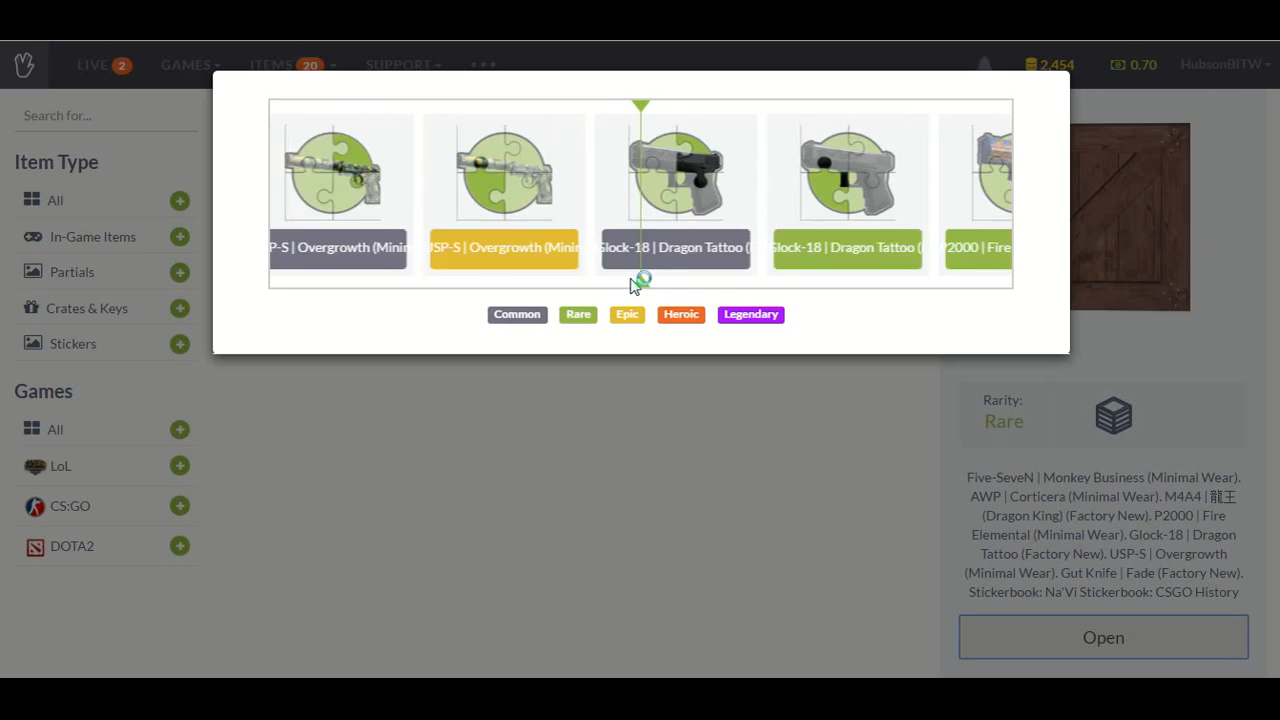 LIVE 2 GAMES ITEMS 20 SUPPORT 2,454 0.70 HubsonBITW
P-S | Overgrowth (Minin
USP-S | Overgrowth (Minin
Glock-18 | Dragon Tattoo (
Glock-18 | Dragon Tattoo (
P2000 | Fire
Common Rare Epic Heroic Legendary
Search for...
Item Type
All
In-Game Items
Partials
Crates & Keys
Stickers
Games
All
LoL
CS:GO
DOTA2
Rarity:
Rare
Five-SeveN | Monkey Business (Minimal Wear).
AWP | Corticera (Minimal Wear). M4A4 | 龍王
(Dragon King) (Factory New). P2000 | Fire
Elemental (Minimal Wear). Glock-18 | Dragon
Tattoo (Factory New). USP-S | Overgrowth
(Minimal Wear). Gut Knife | Fade (Factory New).
Stickerbook: Na'Vi Stickerbook: CSGO History
Open